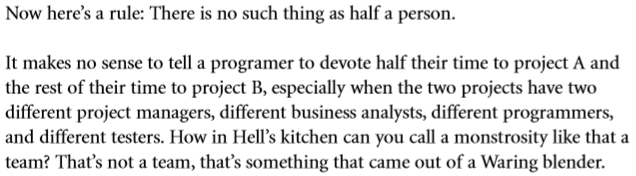 Now here's a rule: There is no such thing as half a person.
It makes no sense to tell a programer to devote half their time to project A and
the rest of their time to project B, especially when the two projects have two
different project managers, different business analysts, different programmers,
and different testers. How in Hell's kitchen can you call a monstrosity like that a
team? That's not a team, that's something that came out of a Waring blender.